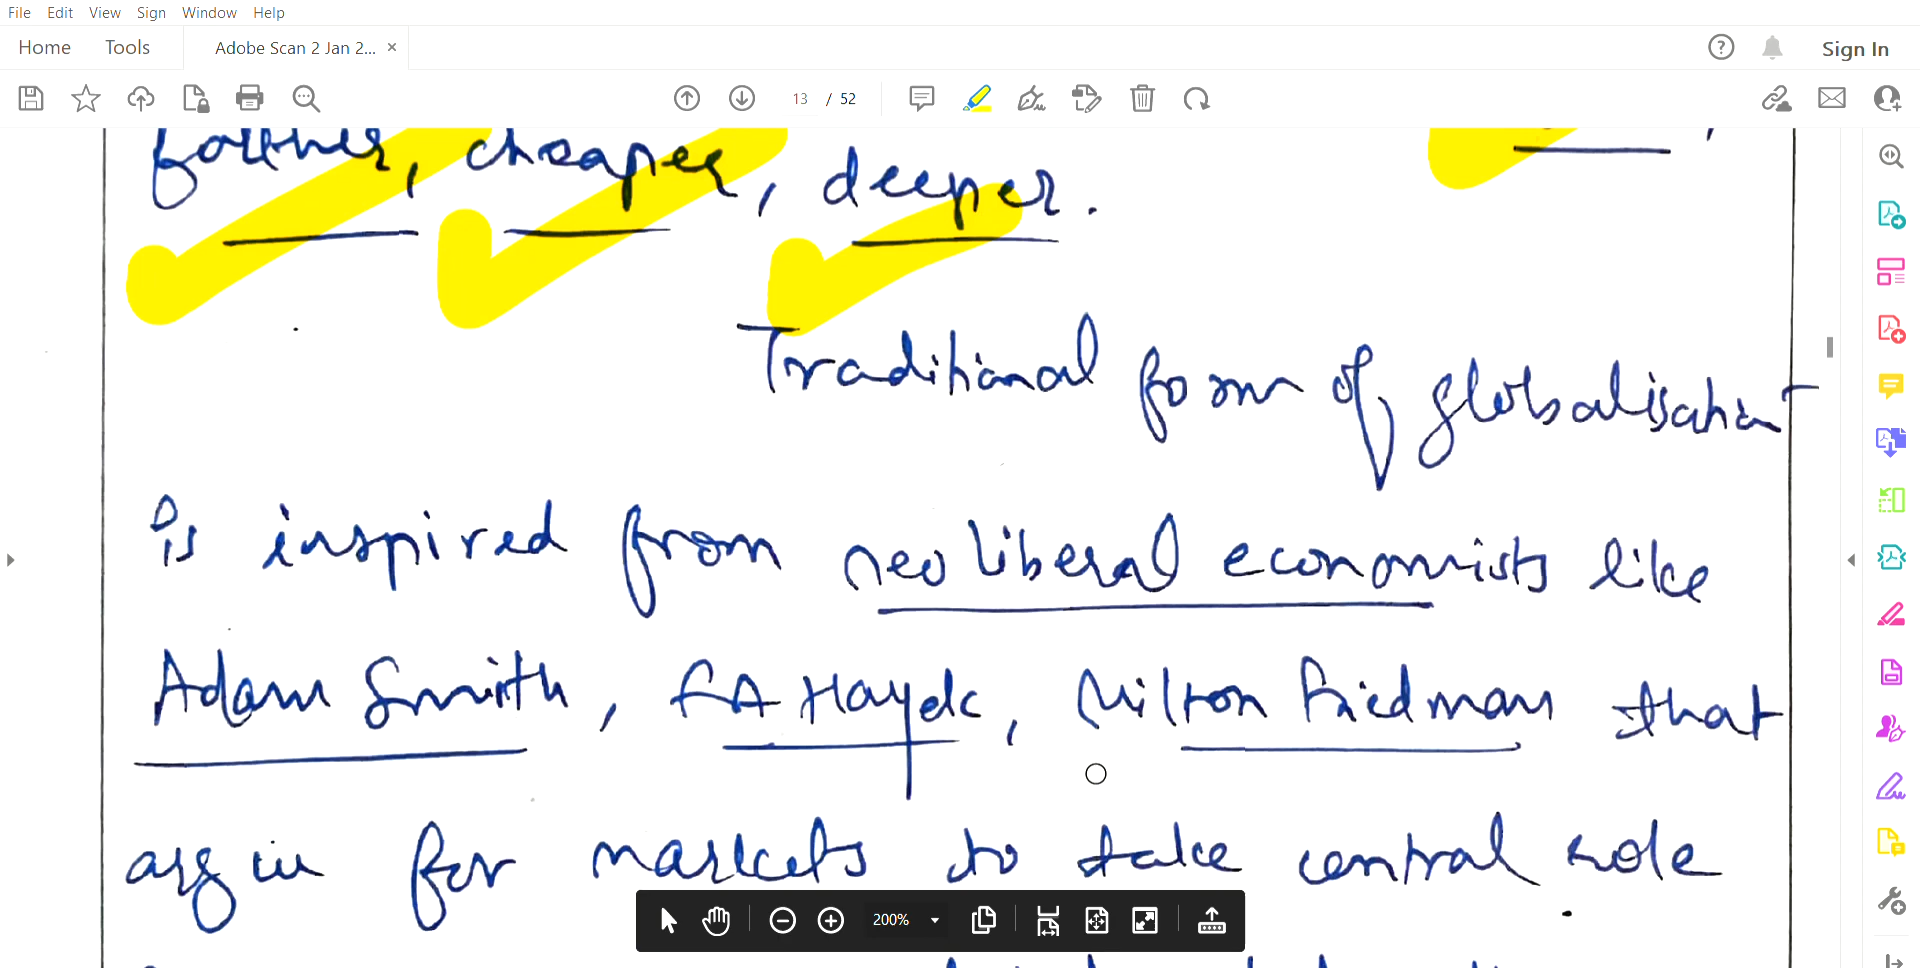 File Edit View Sign Window Help
Home Tools Adobe Scan 2 Jan 2... × Sign In
13 / 52
farther, cheaper, deeper.
Traditional form of globalisation
is inspired from neo liberal economists like
Adam Smith, FA Hayek, Milton Friedman that
argue for markets to take central role
200%